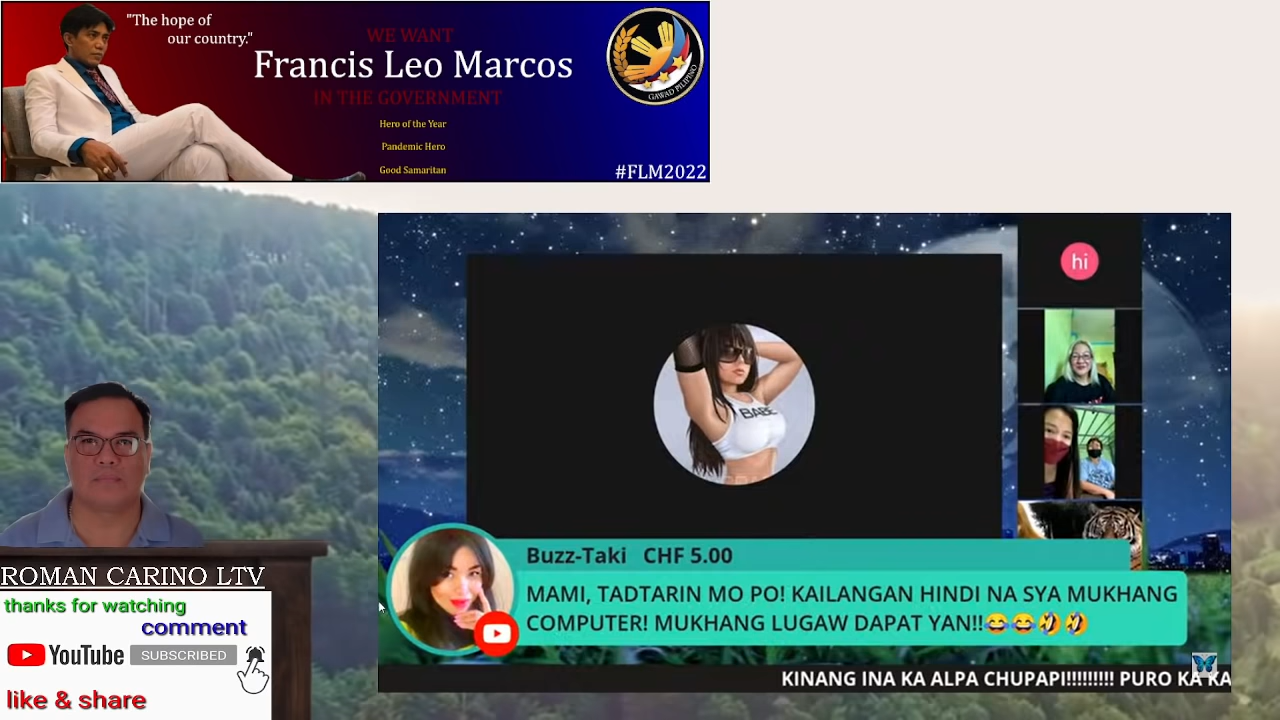 "The hope of
our country."
WE WANT
Francis Leo Marcos
IN THE GOVERNMENT
Hero of the Year
Pandemic Hero
Good Samaritan
GAWAD PILIPINO
#FLM2022
hi
BABE
Buzz-Taki CHF 5.00
MAMI, TADTARIN MO PO! KAILANGAN HINDI NA SYA MUKHANG
COMPUTER! MUKHANG LUGAW DAPAT YAN!!😂😂🤣🤣
KINANG INA KA ALPA CHUPAPI!!!!!!!!! PURO KA KA
ROMAN CARINO LTV
thanks for watching
comment
YouTube SUBSCRIBED
like & share